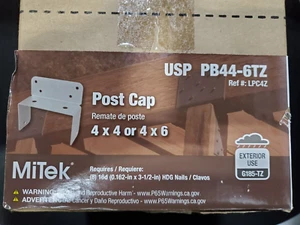 USP PB44-6TZ
Ref #: LPC4Z
Post Cap
Remate de poste
4 x 4 or 4 x 6
MiTek
Requires / Requiere:
(8) 16d (0.162-in x 3-1/2-in) HDG Nails / Clavos
EXTERIOR
USE
G185-TZ
WARNING: Reproductive Harm - www.P65Warnings.ca.gov
ADVERTENCIA: Cáncer y Daño Reproductivo - www.P65Warnings.ca.gov